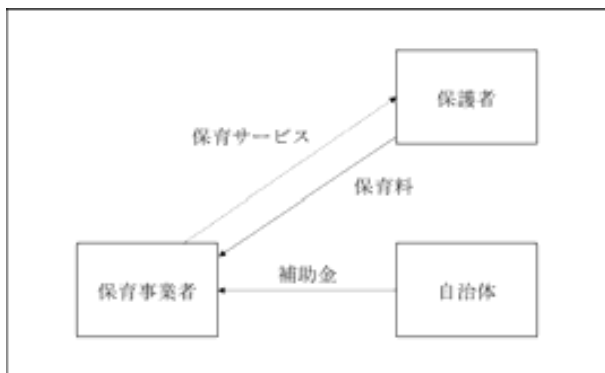 保護者
保育サービス
保育料
保育事業者
補助金
自治体